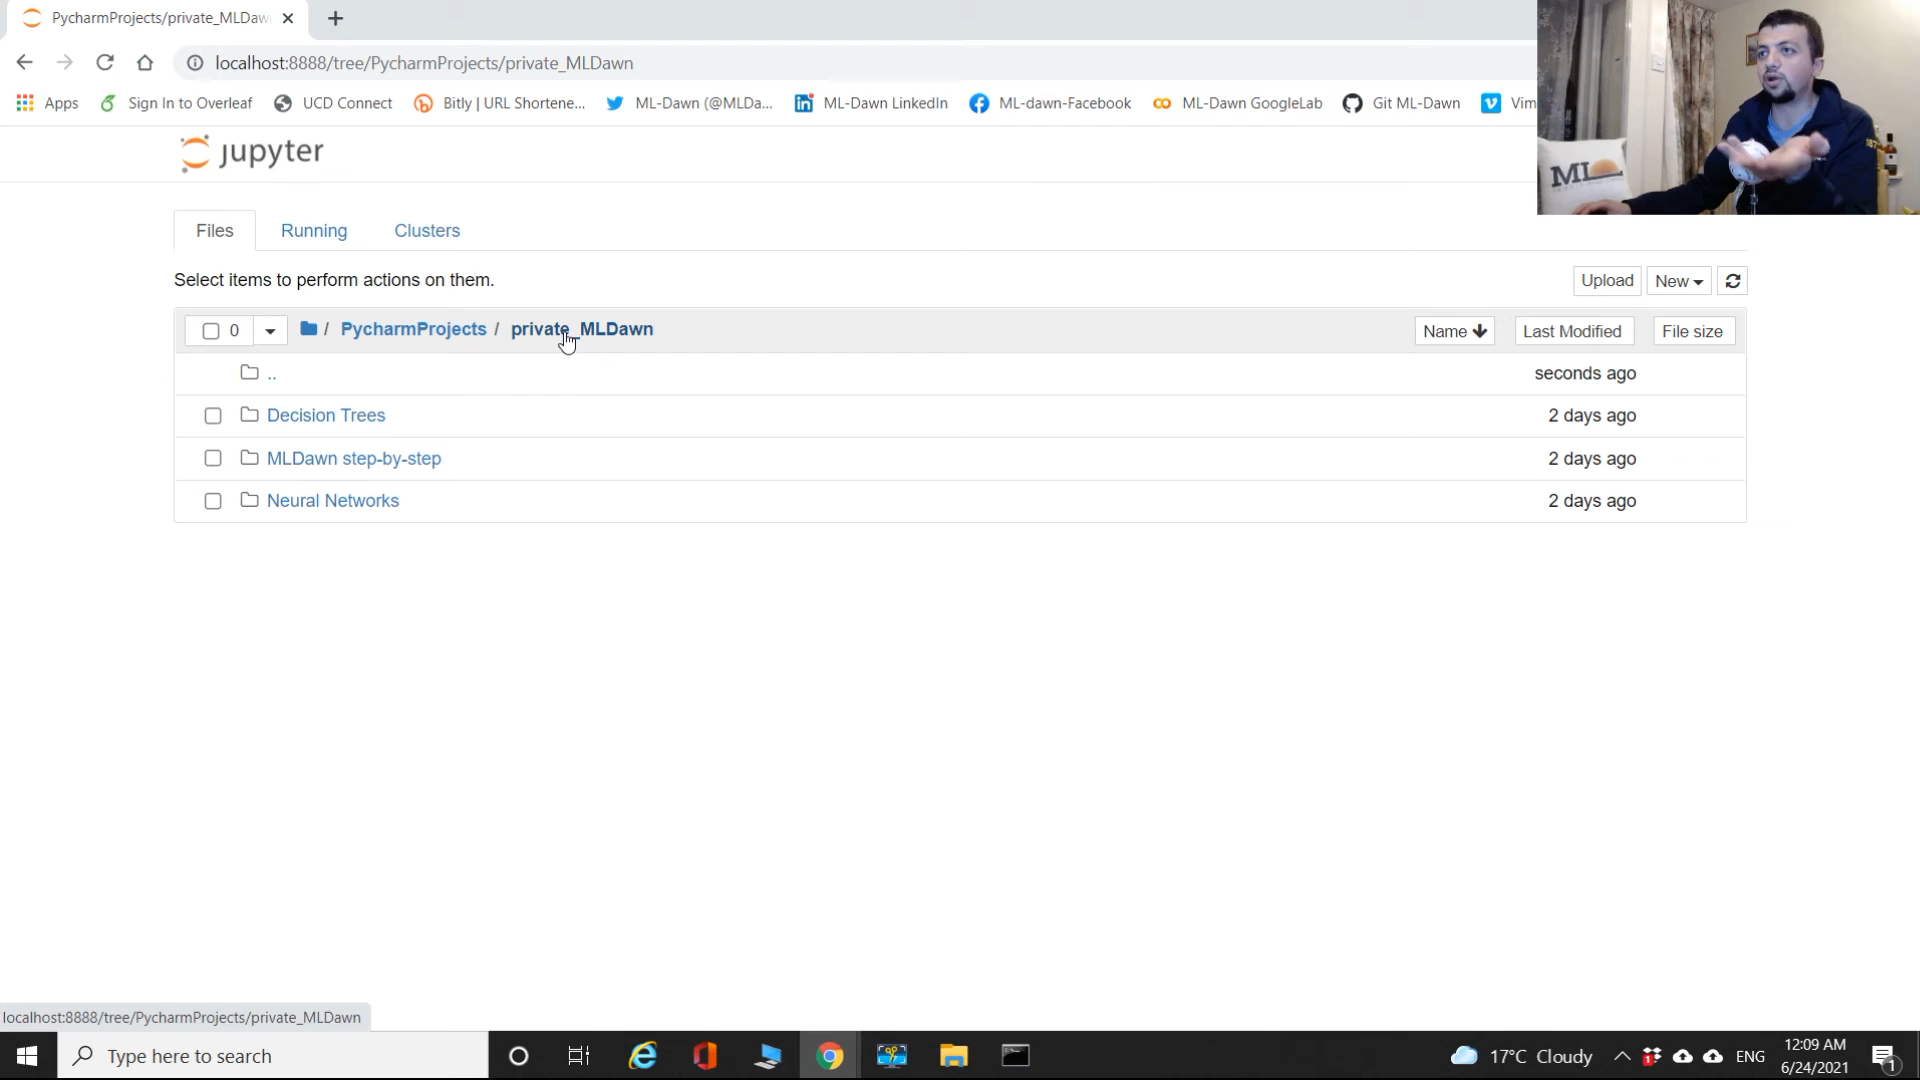 PycharmProjects/private_MLDaw
localhost:8888/tree/PycharmProjects/private_MLDawn
Apps Sign In to Overleaf UCD Connect Bitly | URL Shortene... ML-Dawn (@MLDa... ML-Dawn LinkedIn ML-dawn-Facebook ML-Dawn GoogleLab Git ML-Dawn Vim
jupyter
ML
Files Running Clusters
Select items to perform actions on them.
Upload New
0 / PycharmProjects / private_MLDawn Name Last Modified File size
.. seconds ago
Decision Trees 2 days ago
MLDawn step-by-step 2 days ago
Neural Networks 2 days ago
localhost:8888/tree/PycharmProjects/private_MLDawn
Type here to search 17°C Cloudy 1 ENG 12:09 AM
6/24/2021 1